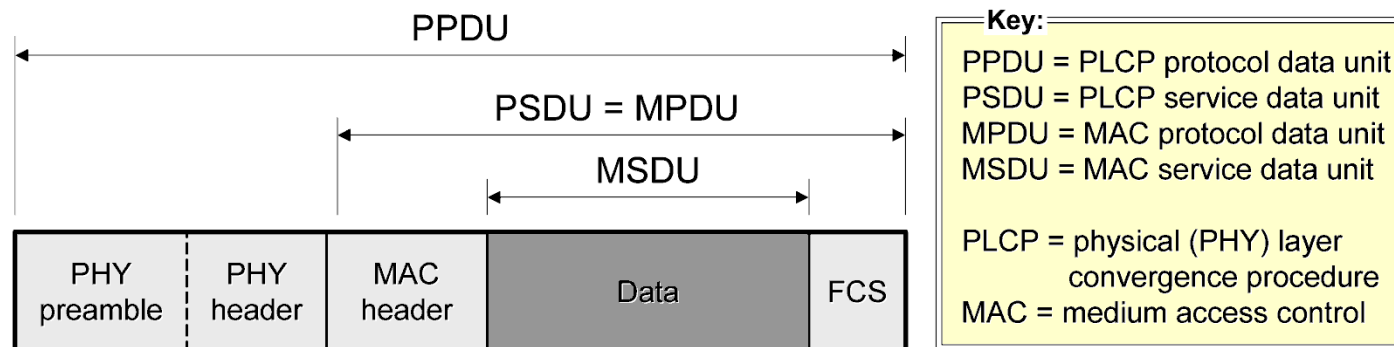 PPDU
PSDU = MPDU
MSDU
PHY
preamble
PHY
header
MAC
header
Data
FCS
Key:
PPDU = PLCP protocol data unit
PSDU = PLCP service data unit
MPDU = MAC protocol data unit
MSDU = MAC service data unit
PLCP = physical (PHY) layer
convergence procedure
MAC = medium access control